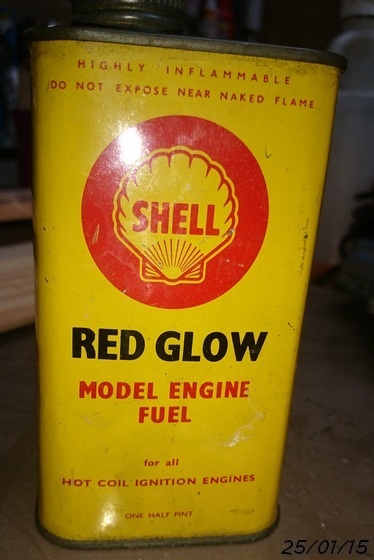 HIGHLY INFLAMMABLE
DO NOT EXPOSE NEAR NAKED FLAME
SHELL
RED GLOW
MODEL ENGINE
FUEL
for all
HOT COIL IGNITION ENGINES
ONE HALF PINT
25/01/15